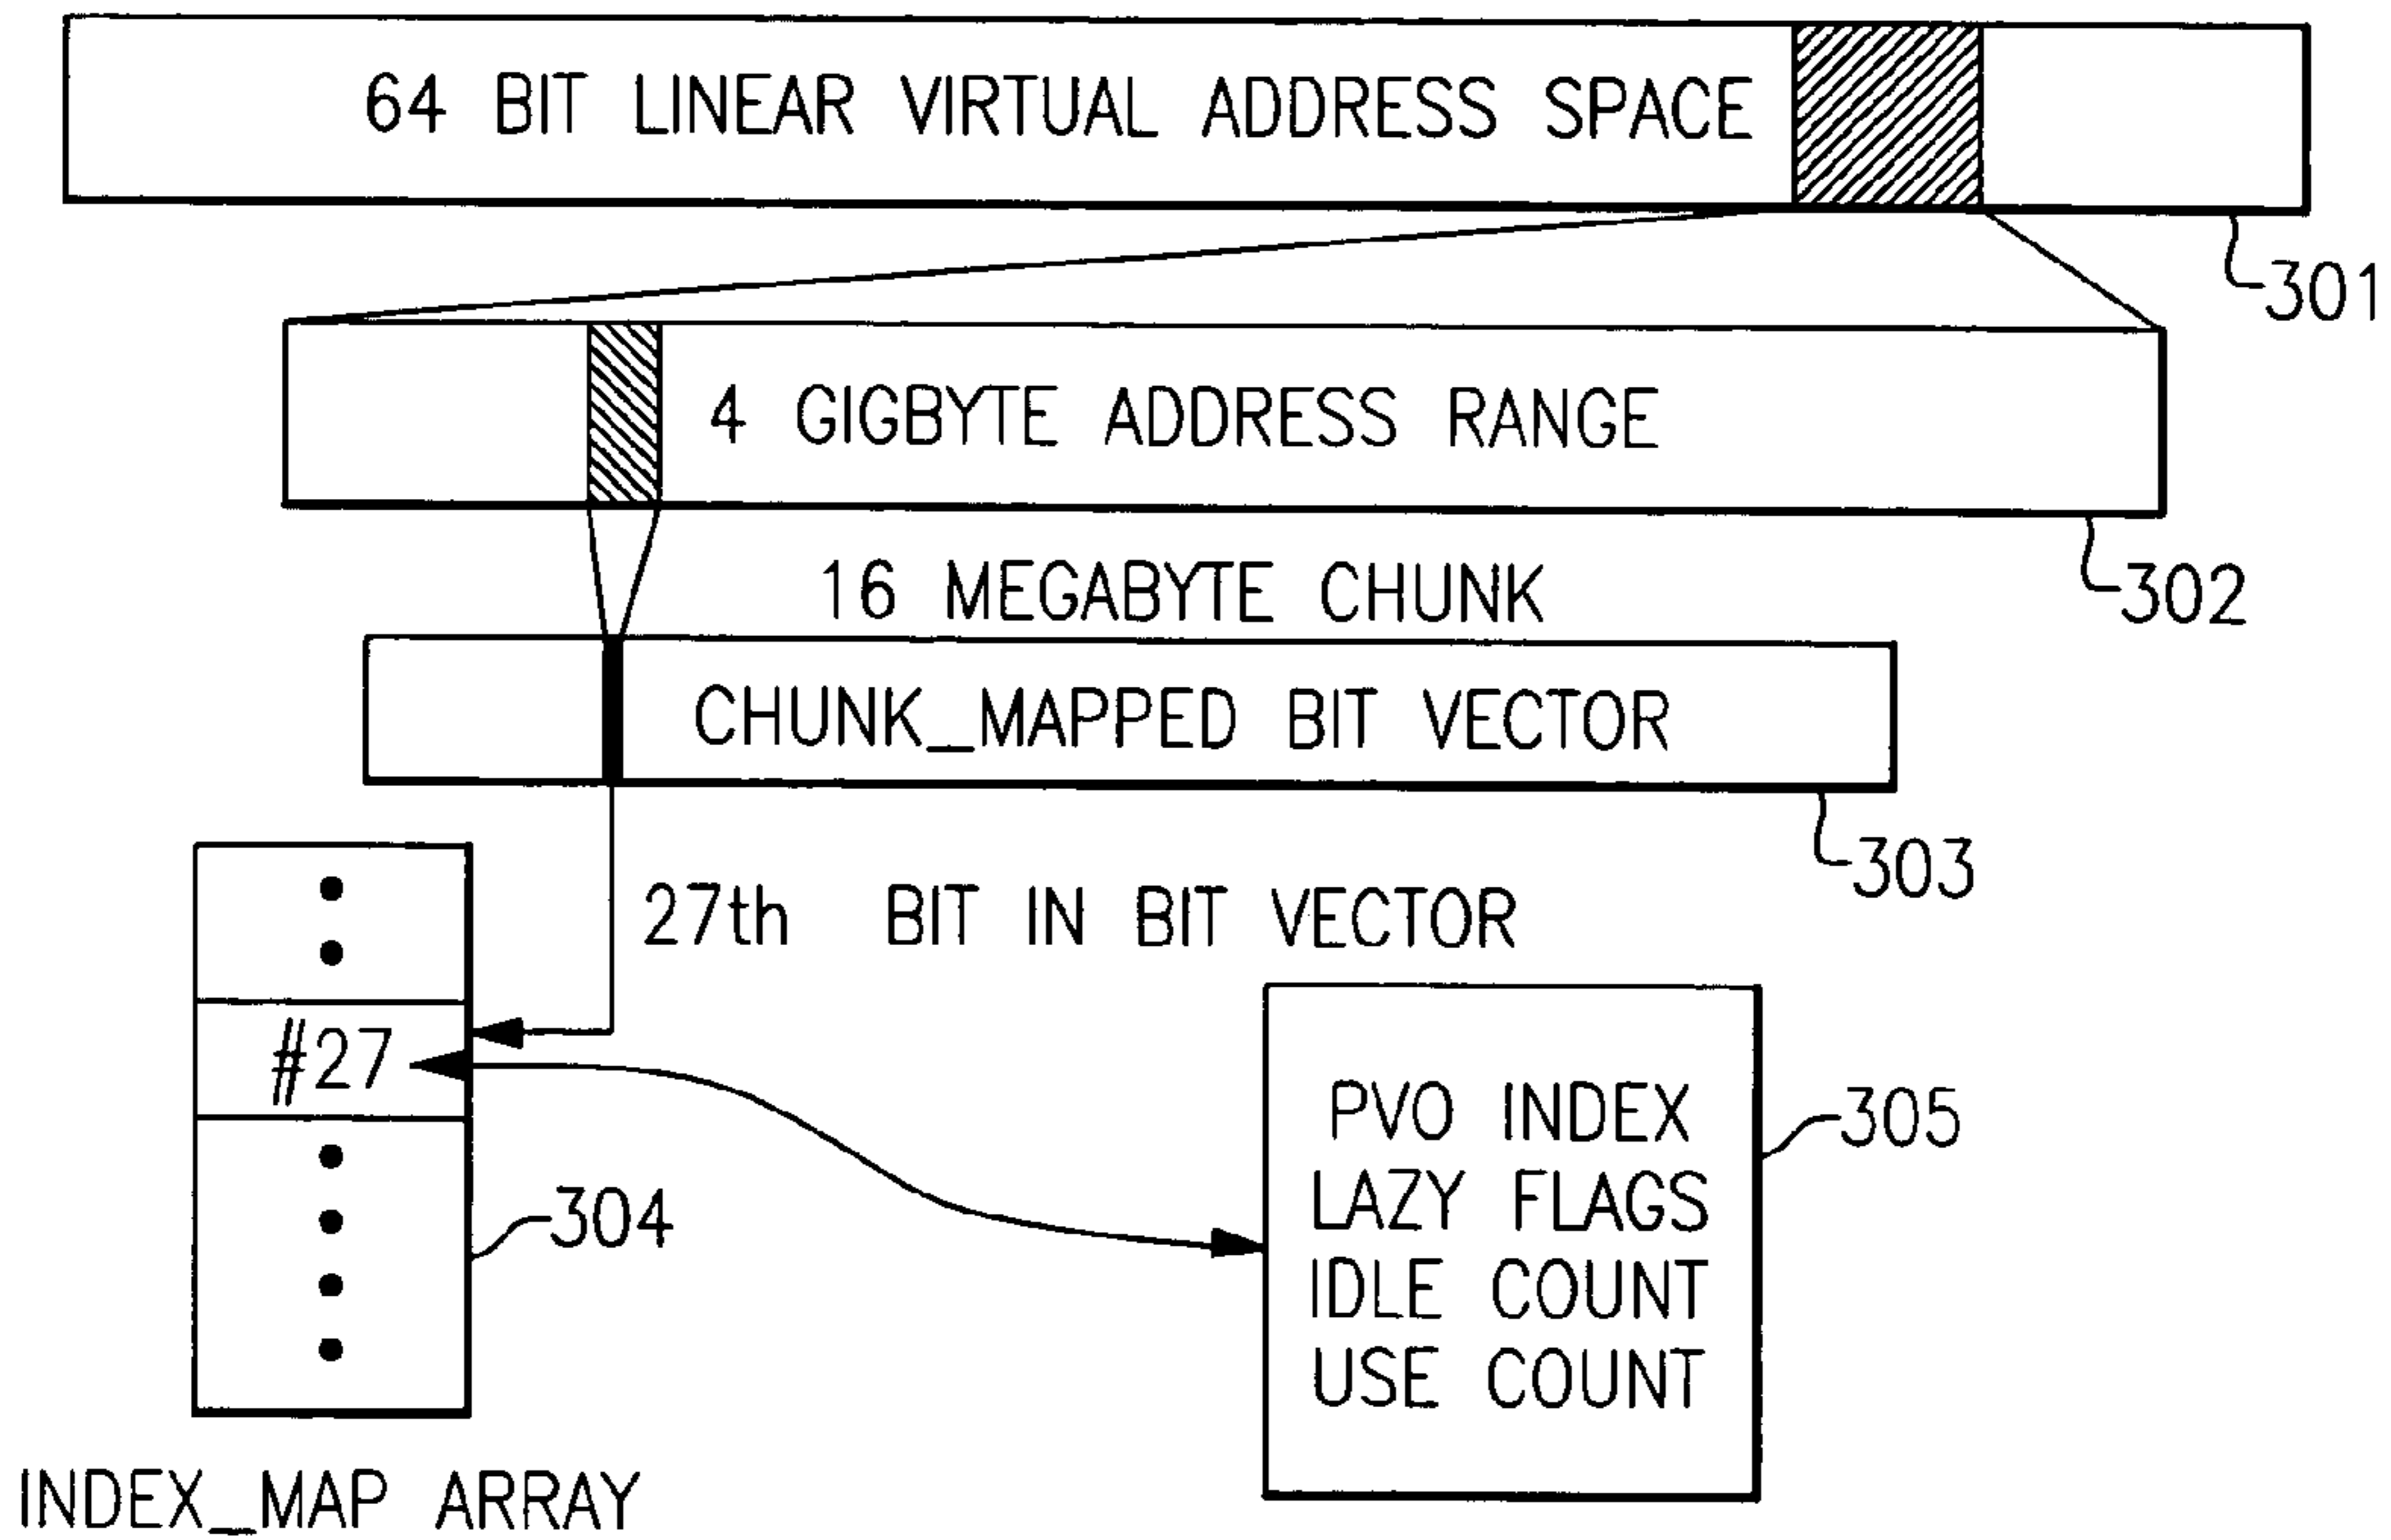 64 BIT LINEAR VIRTUAL ADDRESS SPACE
301
4 GIGBYTE ADDRESS RANGE
302
16 MEGABYTE CHUNK
CHUNK_MAPPED BIT VECTOR
303
27th BIT IN BIT VECTOR
#27
304
PVO INDEX
LAZY FLAGS
IDLE COUNT
USE COUNT
305
INDEX_MAP ARRAY